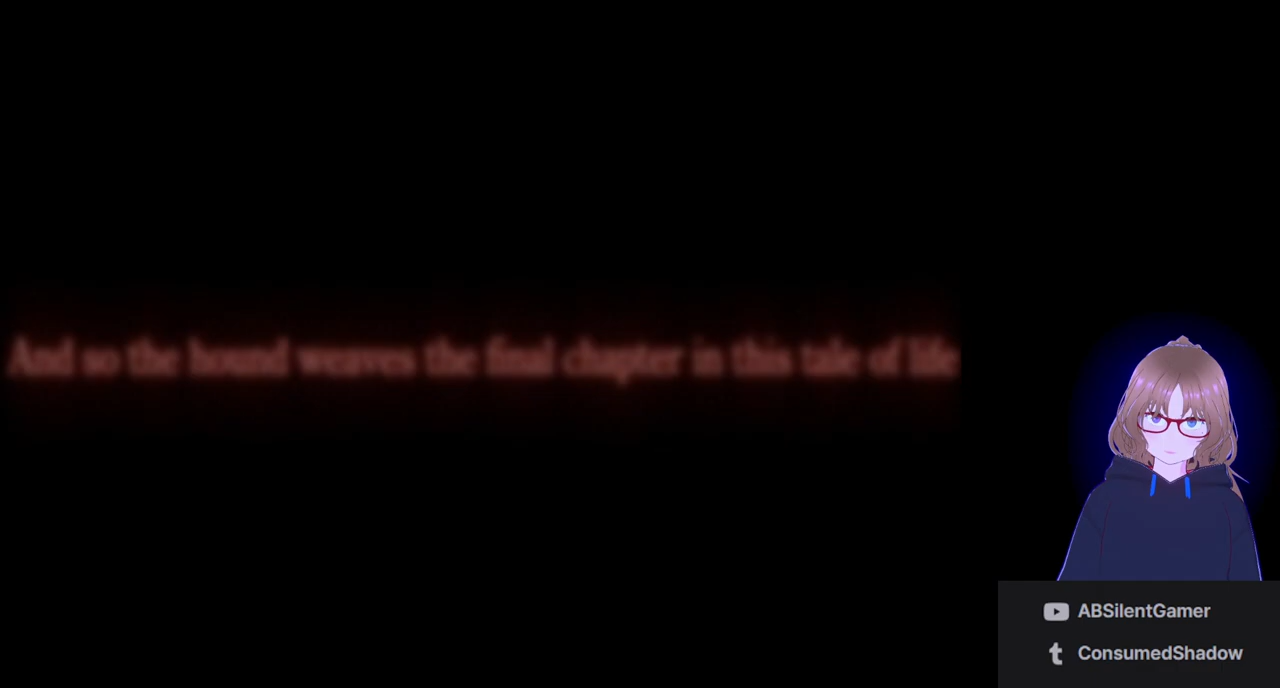 And so the hound weaves the final chapter in this tale of life
ABSilentGamer
ConsumedShadow